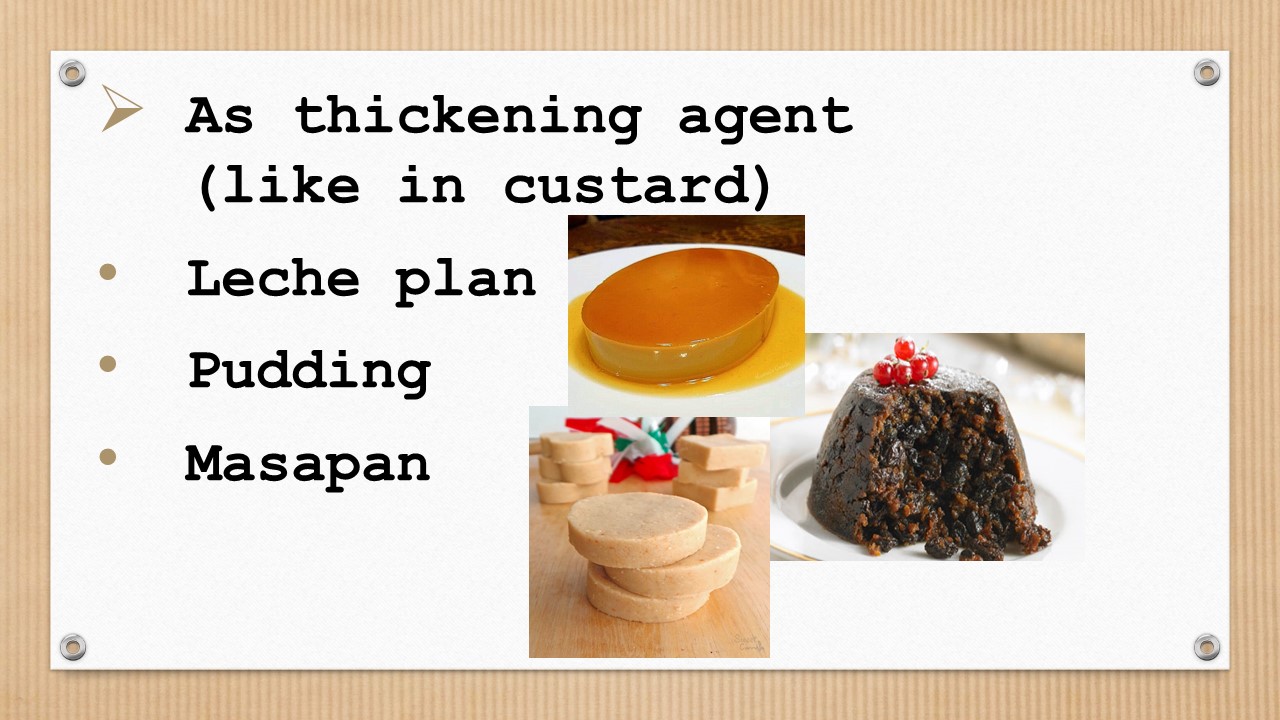 As thickening agent
(like in custard)
Leche plan
Pudding
Masapan